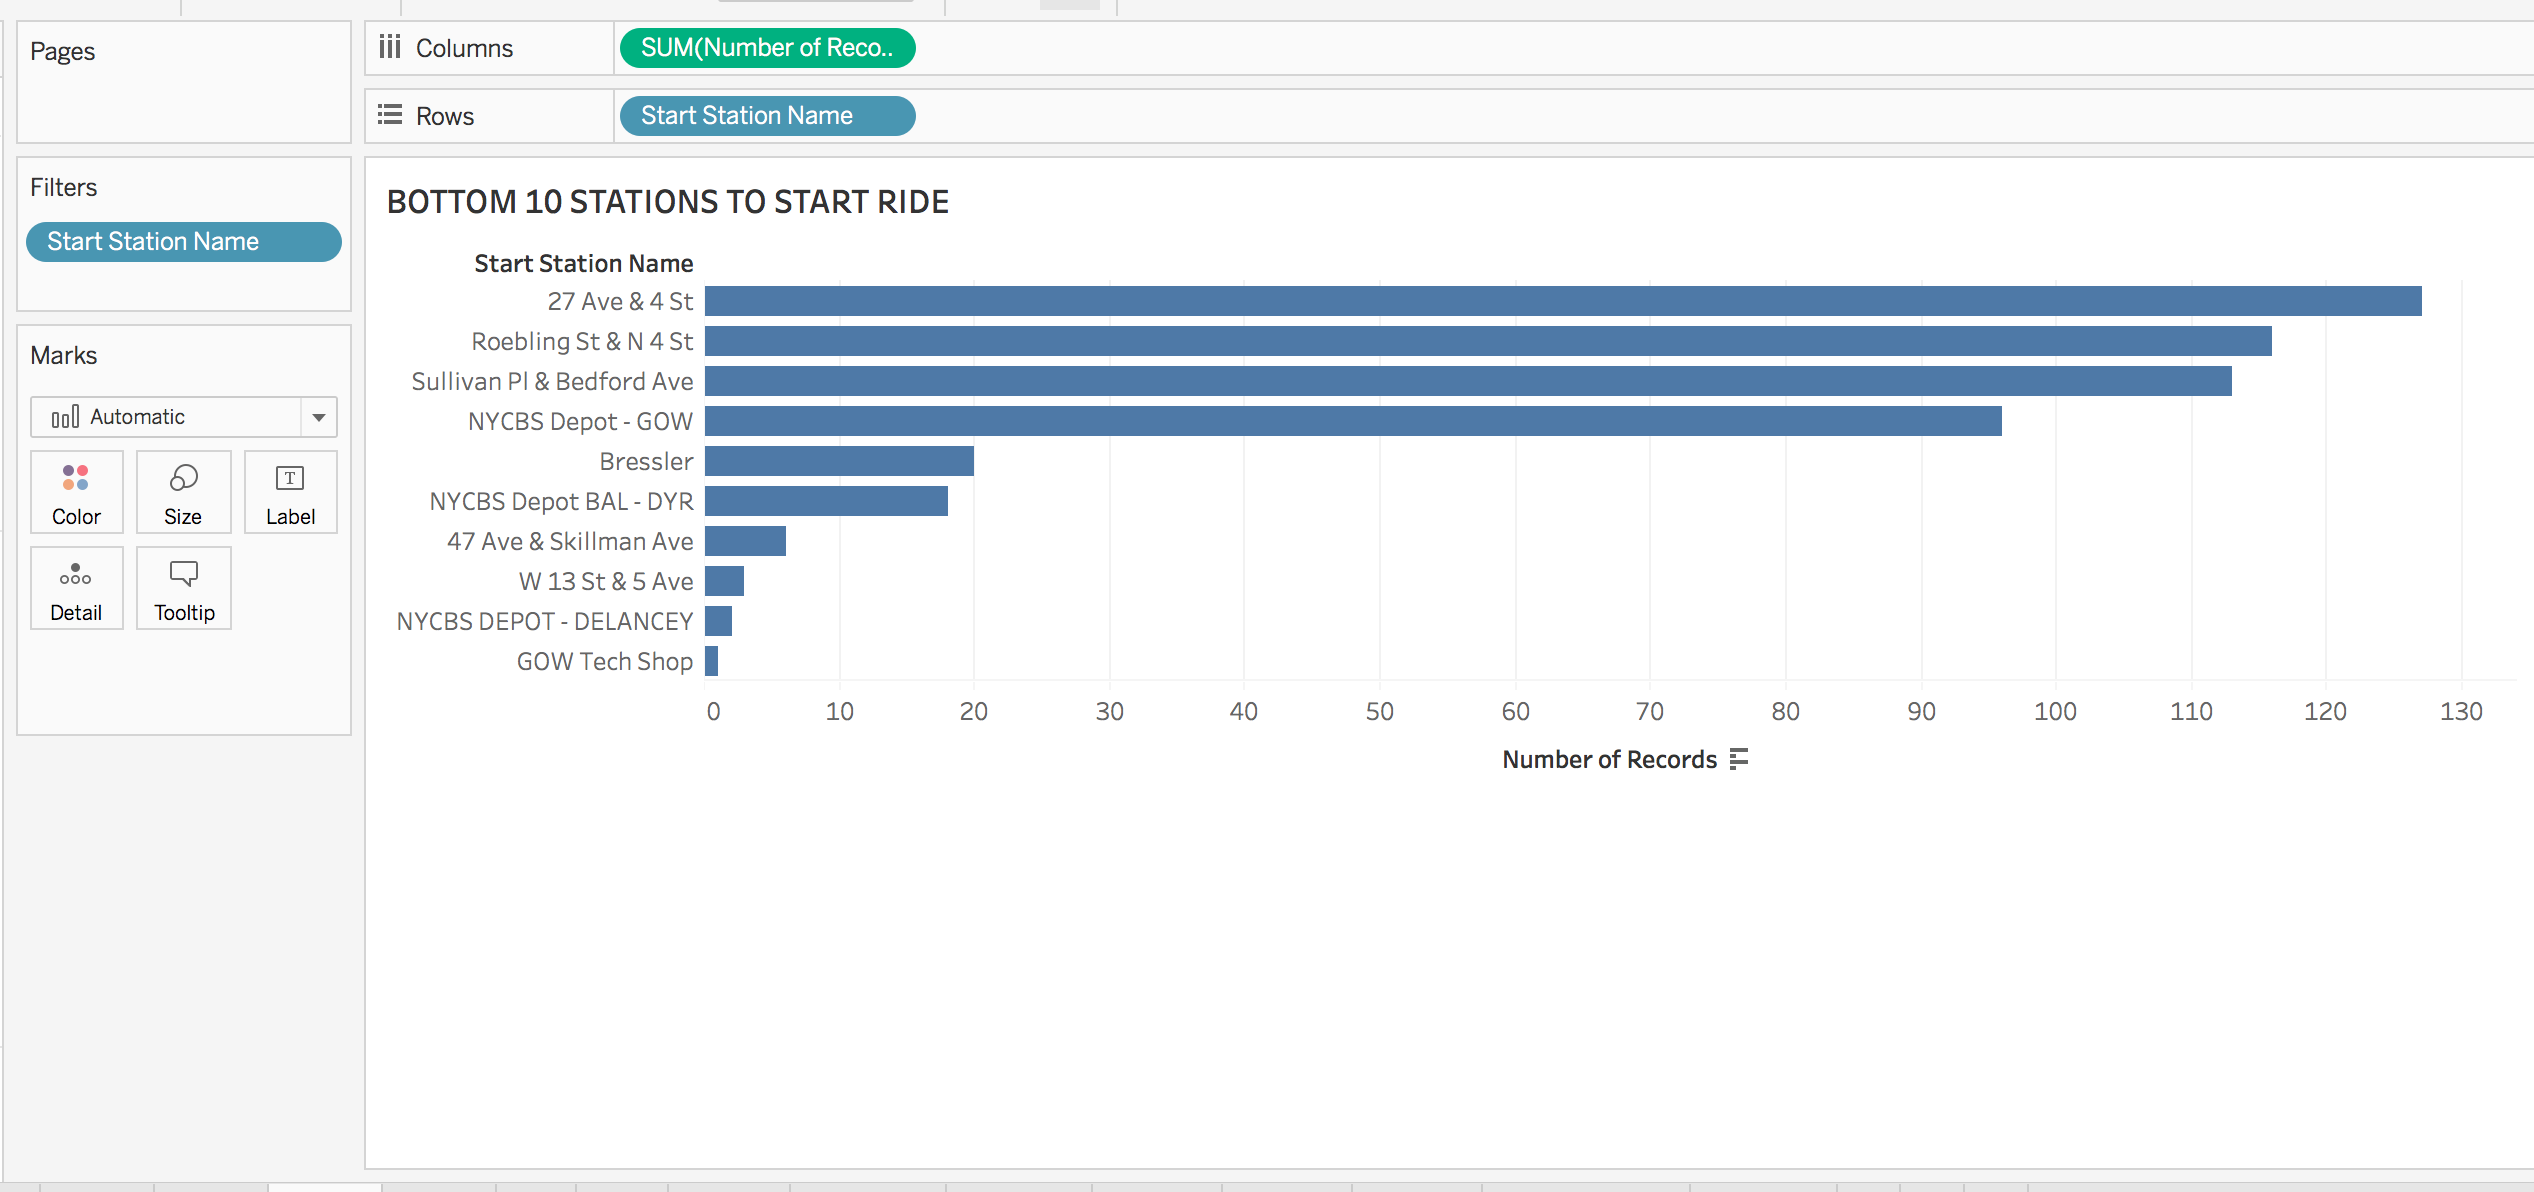 Pages
Columns
SUM(Number of Reco..
Rows
Start Station Name
Filters
Start Station Name
Marks
Automatic
Color
Size
T
Label
Detail
Tooltip
BOTTOM 10 STATIONS TO START RIDE
Start Station Name
27 Ave & 4 St
Roebling St & N 4 St
Sullivan Pl & Bedford Ave
NYCBS Depot - GOW
Bressler
NYCBS Depot BAL - DYR
47 Ave & Skillman Ave
W 13 St & 5 Ave
NYCBS DEPOT - DELANCEY
GOW Tech Shop
0 10 20 30 40 50 60 70 80 90 100 110 120 130
Number of Records